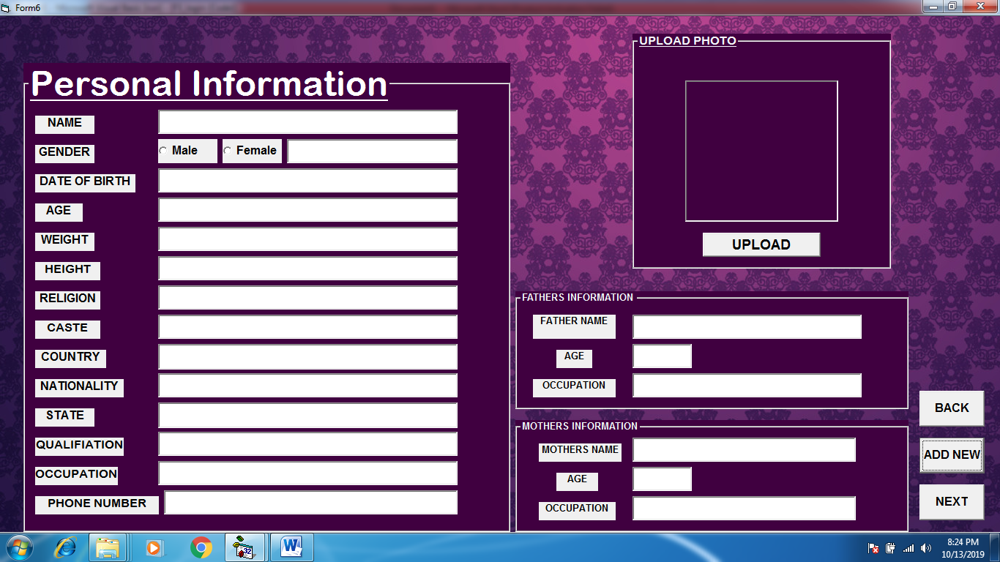 Form6
Personal Information
NAME
GENDER
Male
Female
DATE OF BIRTH
AGE
WEIGHT
HEIGHT
RELIGION
CASTE
COUNTRY
NATIONALITY
STATE
QUALIFIATION
OCCUPATION
PHONE NUMBER
UPLOAD PHOTO
UPLOAD
FATHERS INFORMATION
FATHER NAME
AGE
OCCUPATION
MOTHERS INFORMATION
MOTHERS NAME
AGE
OCCUPATION
BACK
ADD NEW
NEXT
32
W
8:24 PM
10/13/2019